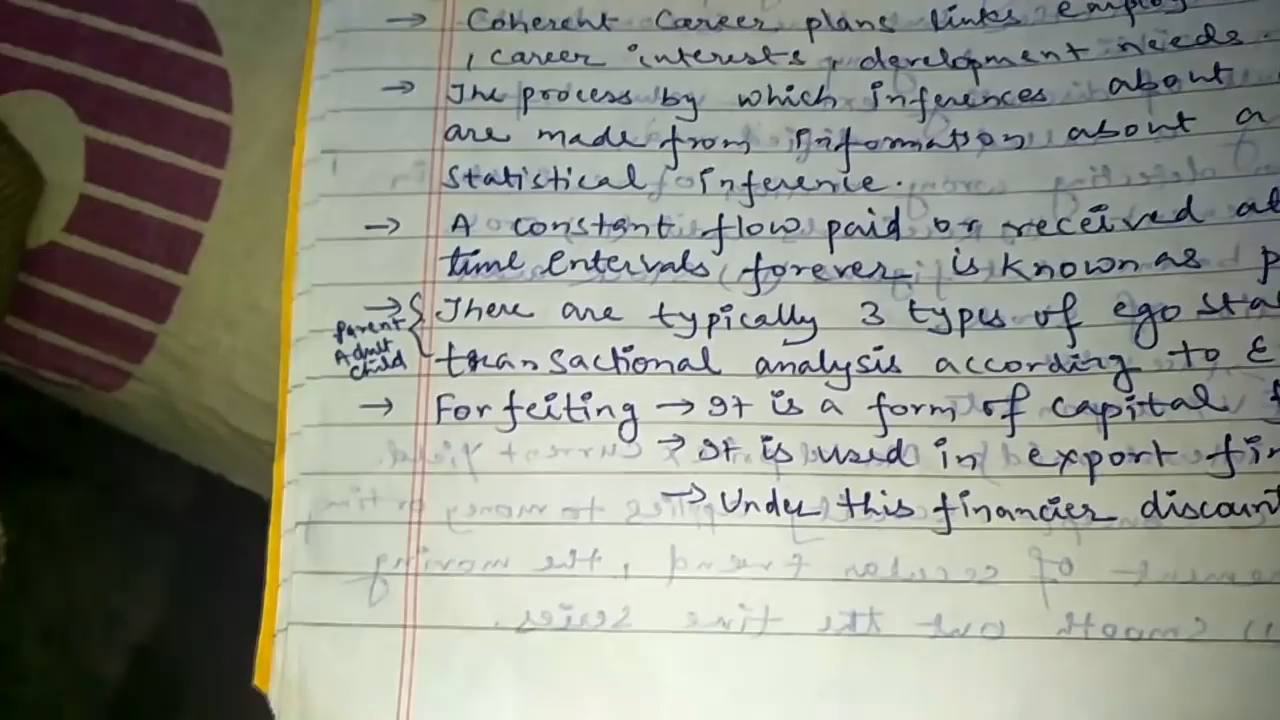 → Coherent Career plans links
, career interests, development needs.
→ The process by which inferences about
are made from information about a
statistical inference.
→ A constant flow paid or received at
time intervals forever is known as
→ There are typically 3 types of ego
Parent
Adult
Child
transactional analysis according to
→ Forfeiting → It is a form of capital
→ It is used in export
→ Under this financier